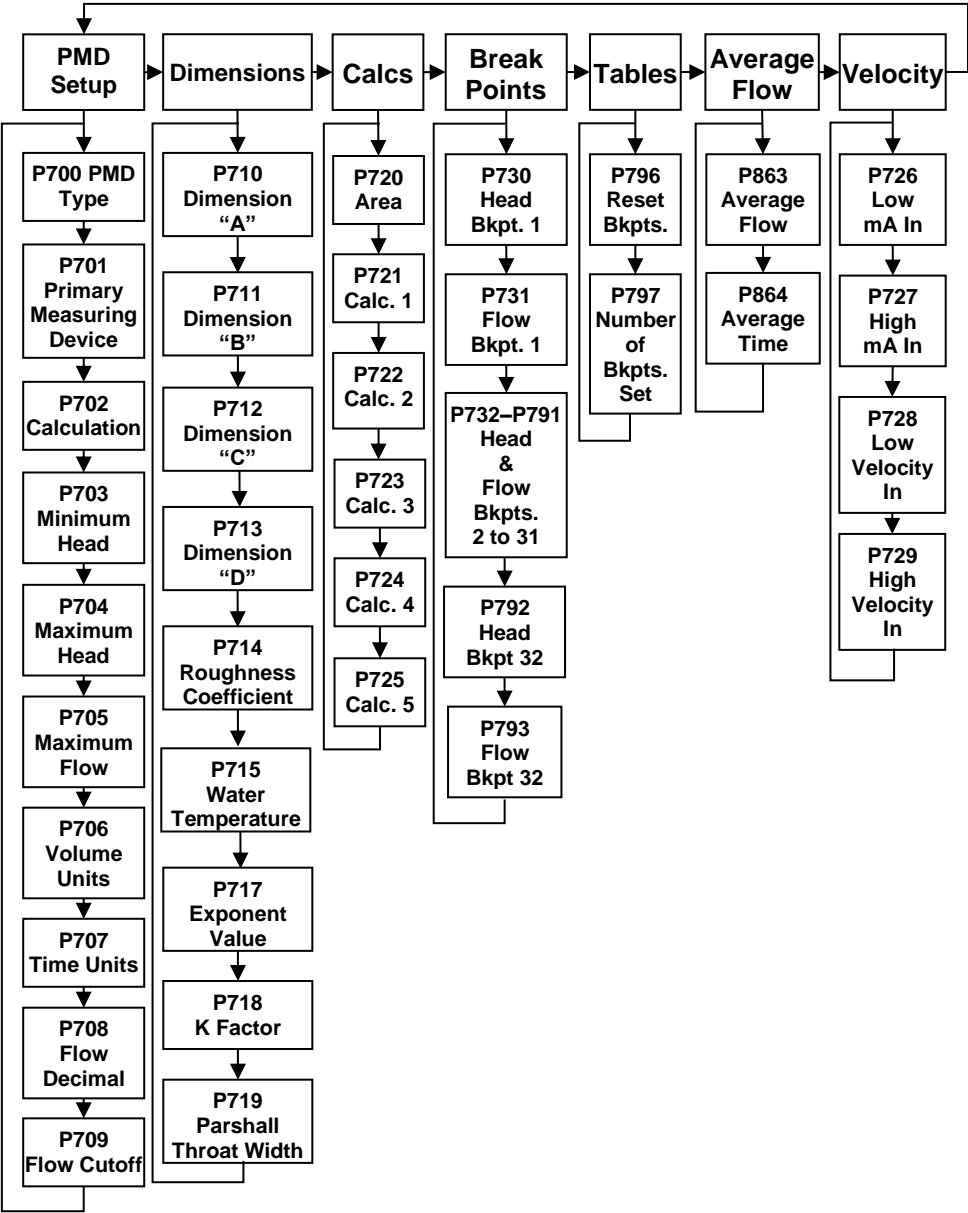 PMD
Setup
Dimensions
Calcs
Break
Points
Tables
Average
Flow
Velocity
P700 PMD
Type
P701
Primary
Measuring
Device
P702
Calculation
P703
Minimum
Head
P704
Maximum
Head
P705
Maximum
Flow
P706
Volume
Units
P707
Time Units
P708
Flow
Decimal
P709
Flow Cutoff
P710
Dimension
“A”
P711
Dimension
“B”
P712
Dimension
“C”
P713
Dimension
“D”
P714
Roughness
Coefficient
P715
Water
Temperature
P717
Exponent
Value
P718
K Factor
P719
Parshall
Throat Width
P720
Area
P721
Calc. 1
P722
Calc. 2
P723
Calc. 3
P724
Calc. 4
P725
Calc. 5
P730
Head
Bkpt. 1
P731
Flow
Bkpt. 1
P732–P791
Head
&
Flow
Bkpts.
2 to 31
P792
Head
Bkpt 32
P793
Flow
Bkpt 32
P796
Reset
Bkpts.
P797
Number
of
Bkpts.
Set
P863
Average
Flow
P864
Average
Time
P726
Low
mA In
P727
High
mA In
P728
Low
Velocity
In
P729
High
Velocity
In